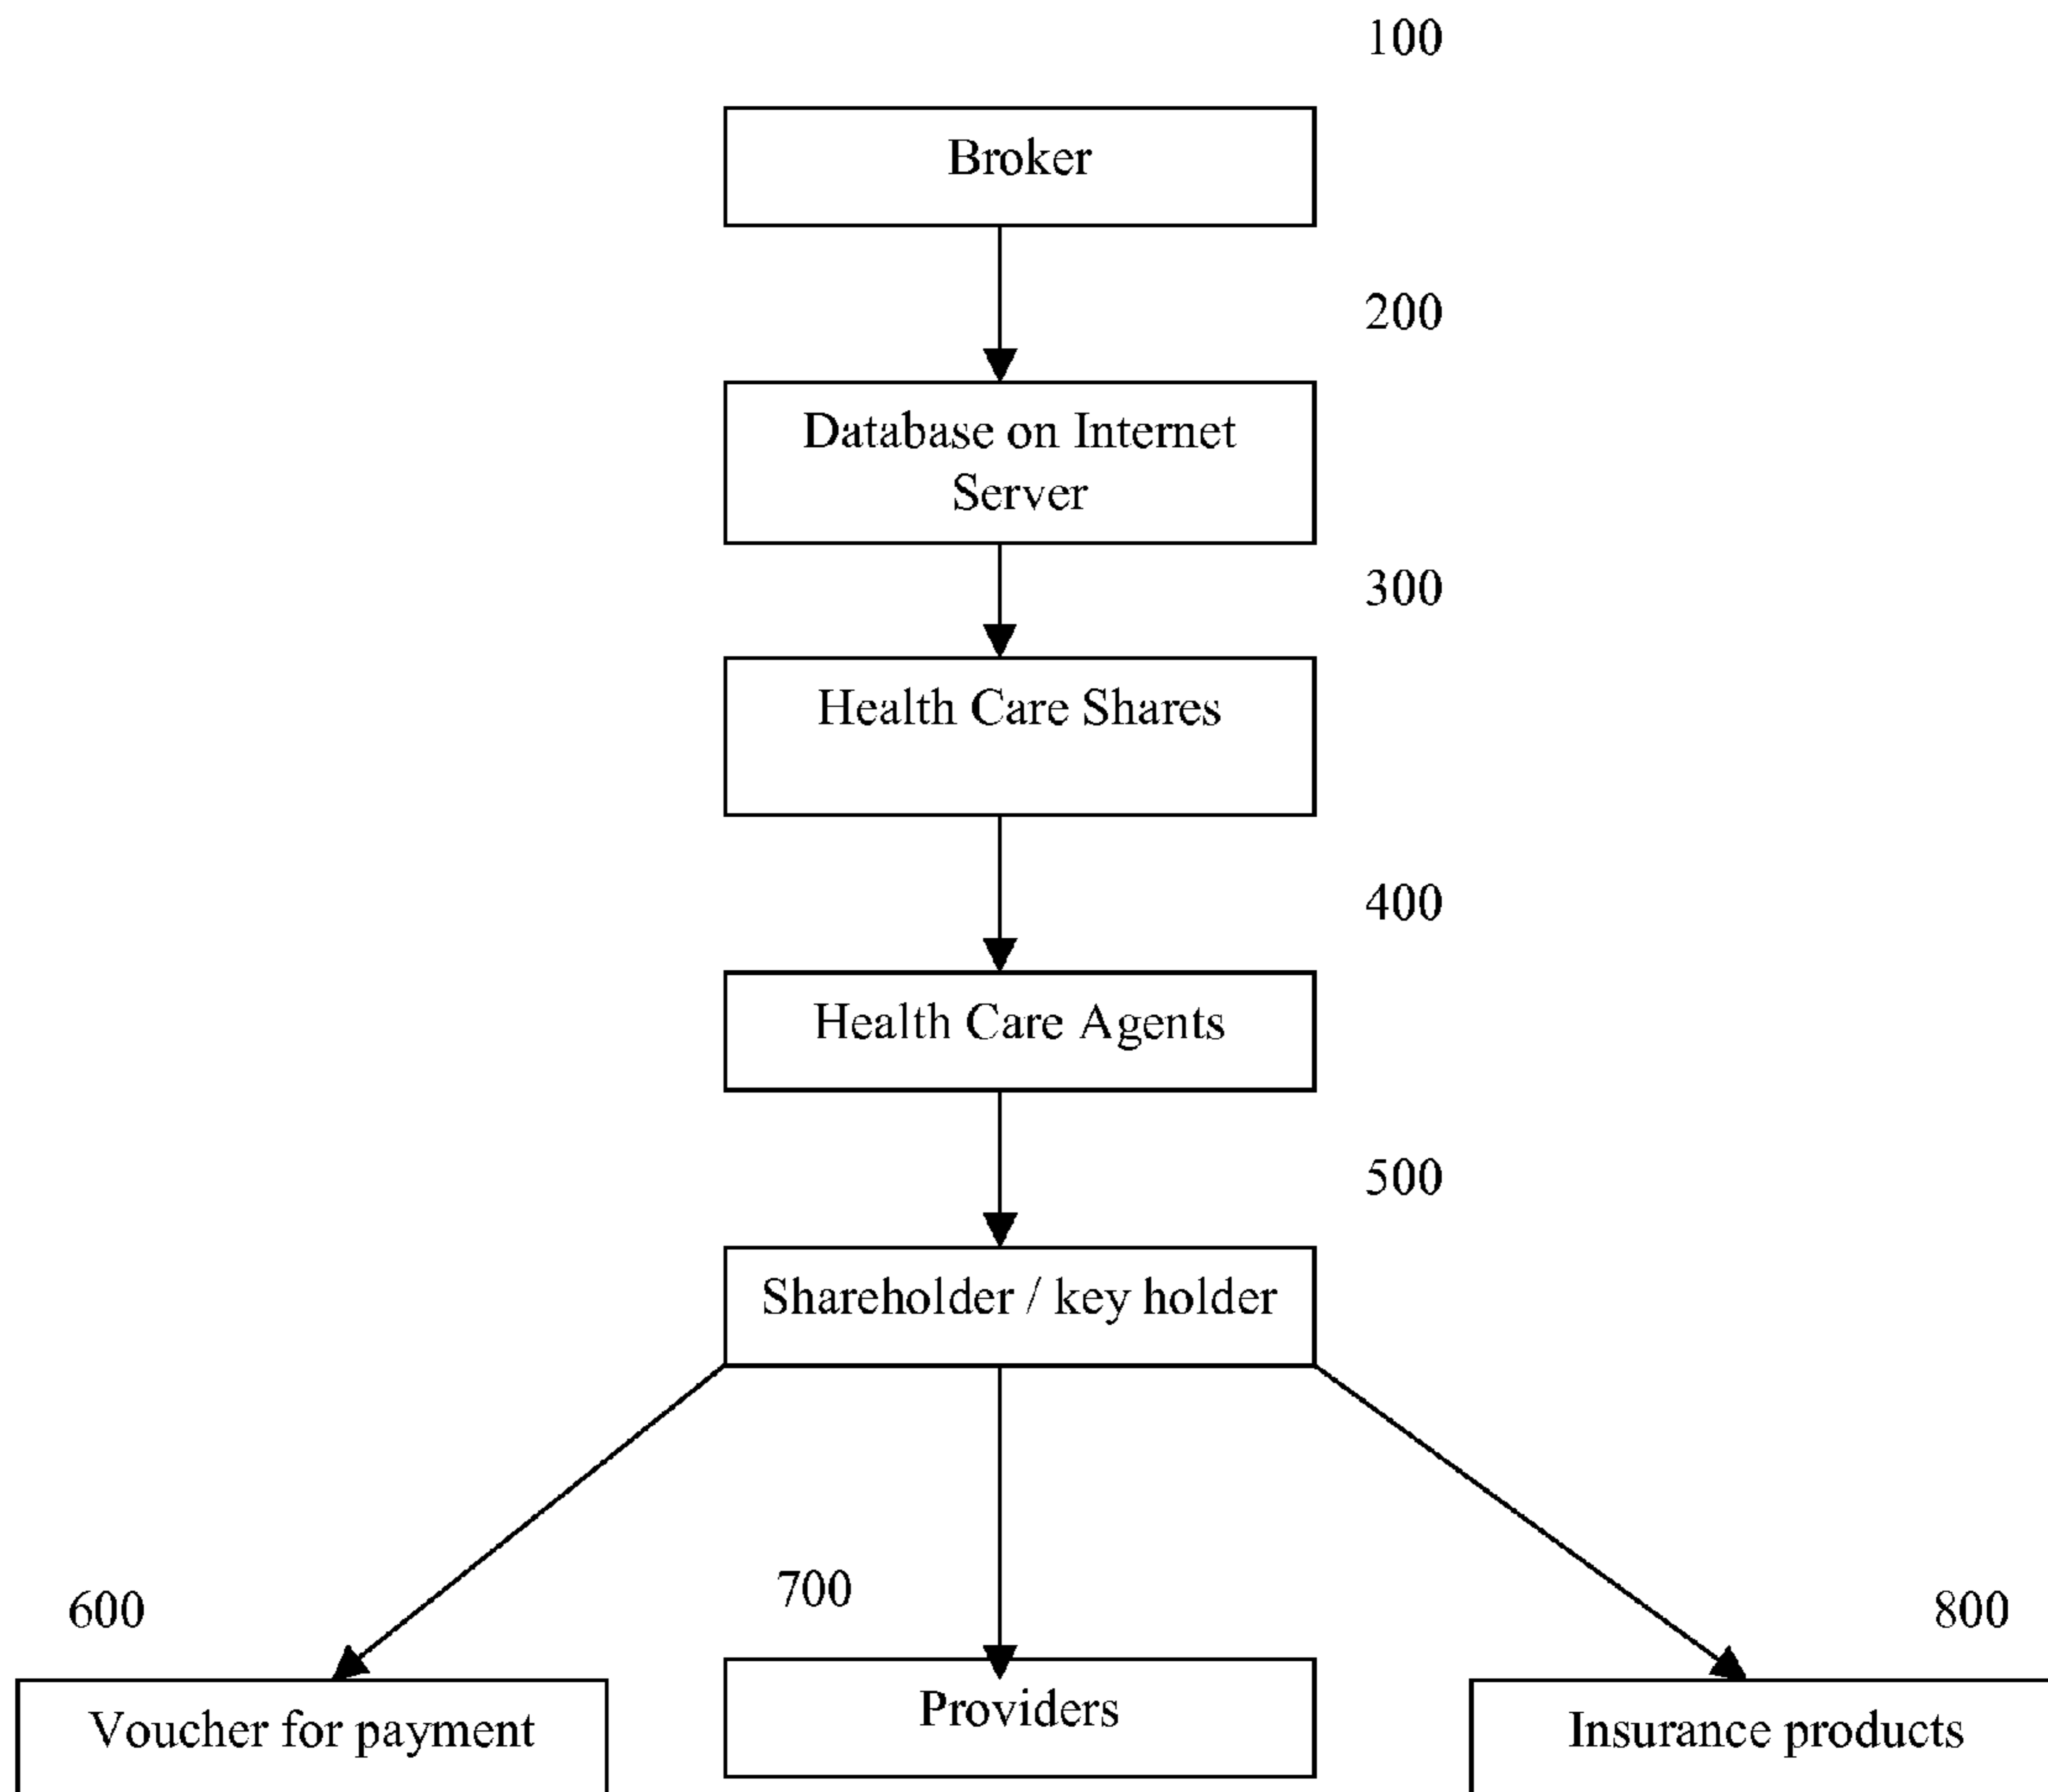 100
Broker
200
Database on Internet
Server
300
Health Care Shares
400
Health Care Agents
500
Shareholder / key holder
600
700
800
Voucher for payment
Providers
Insurance products